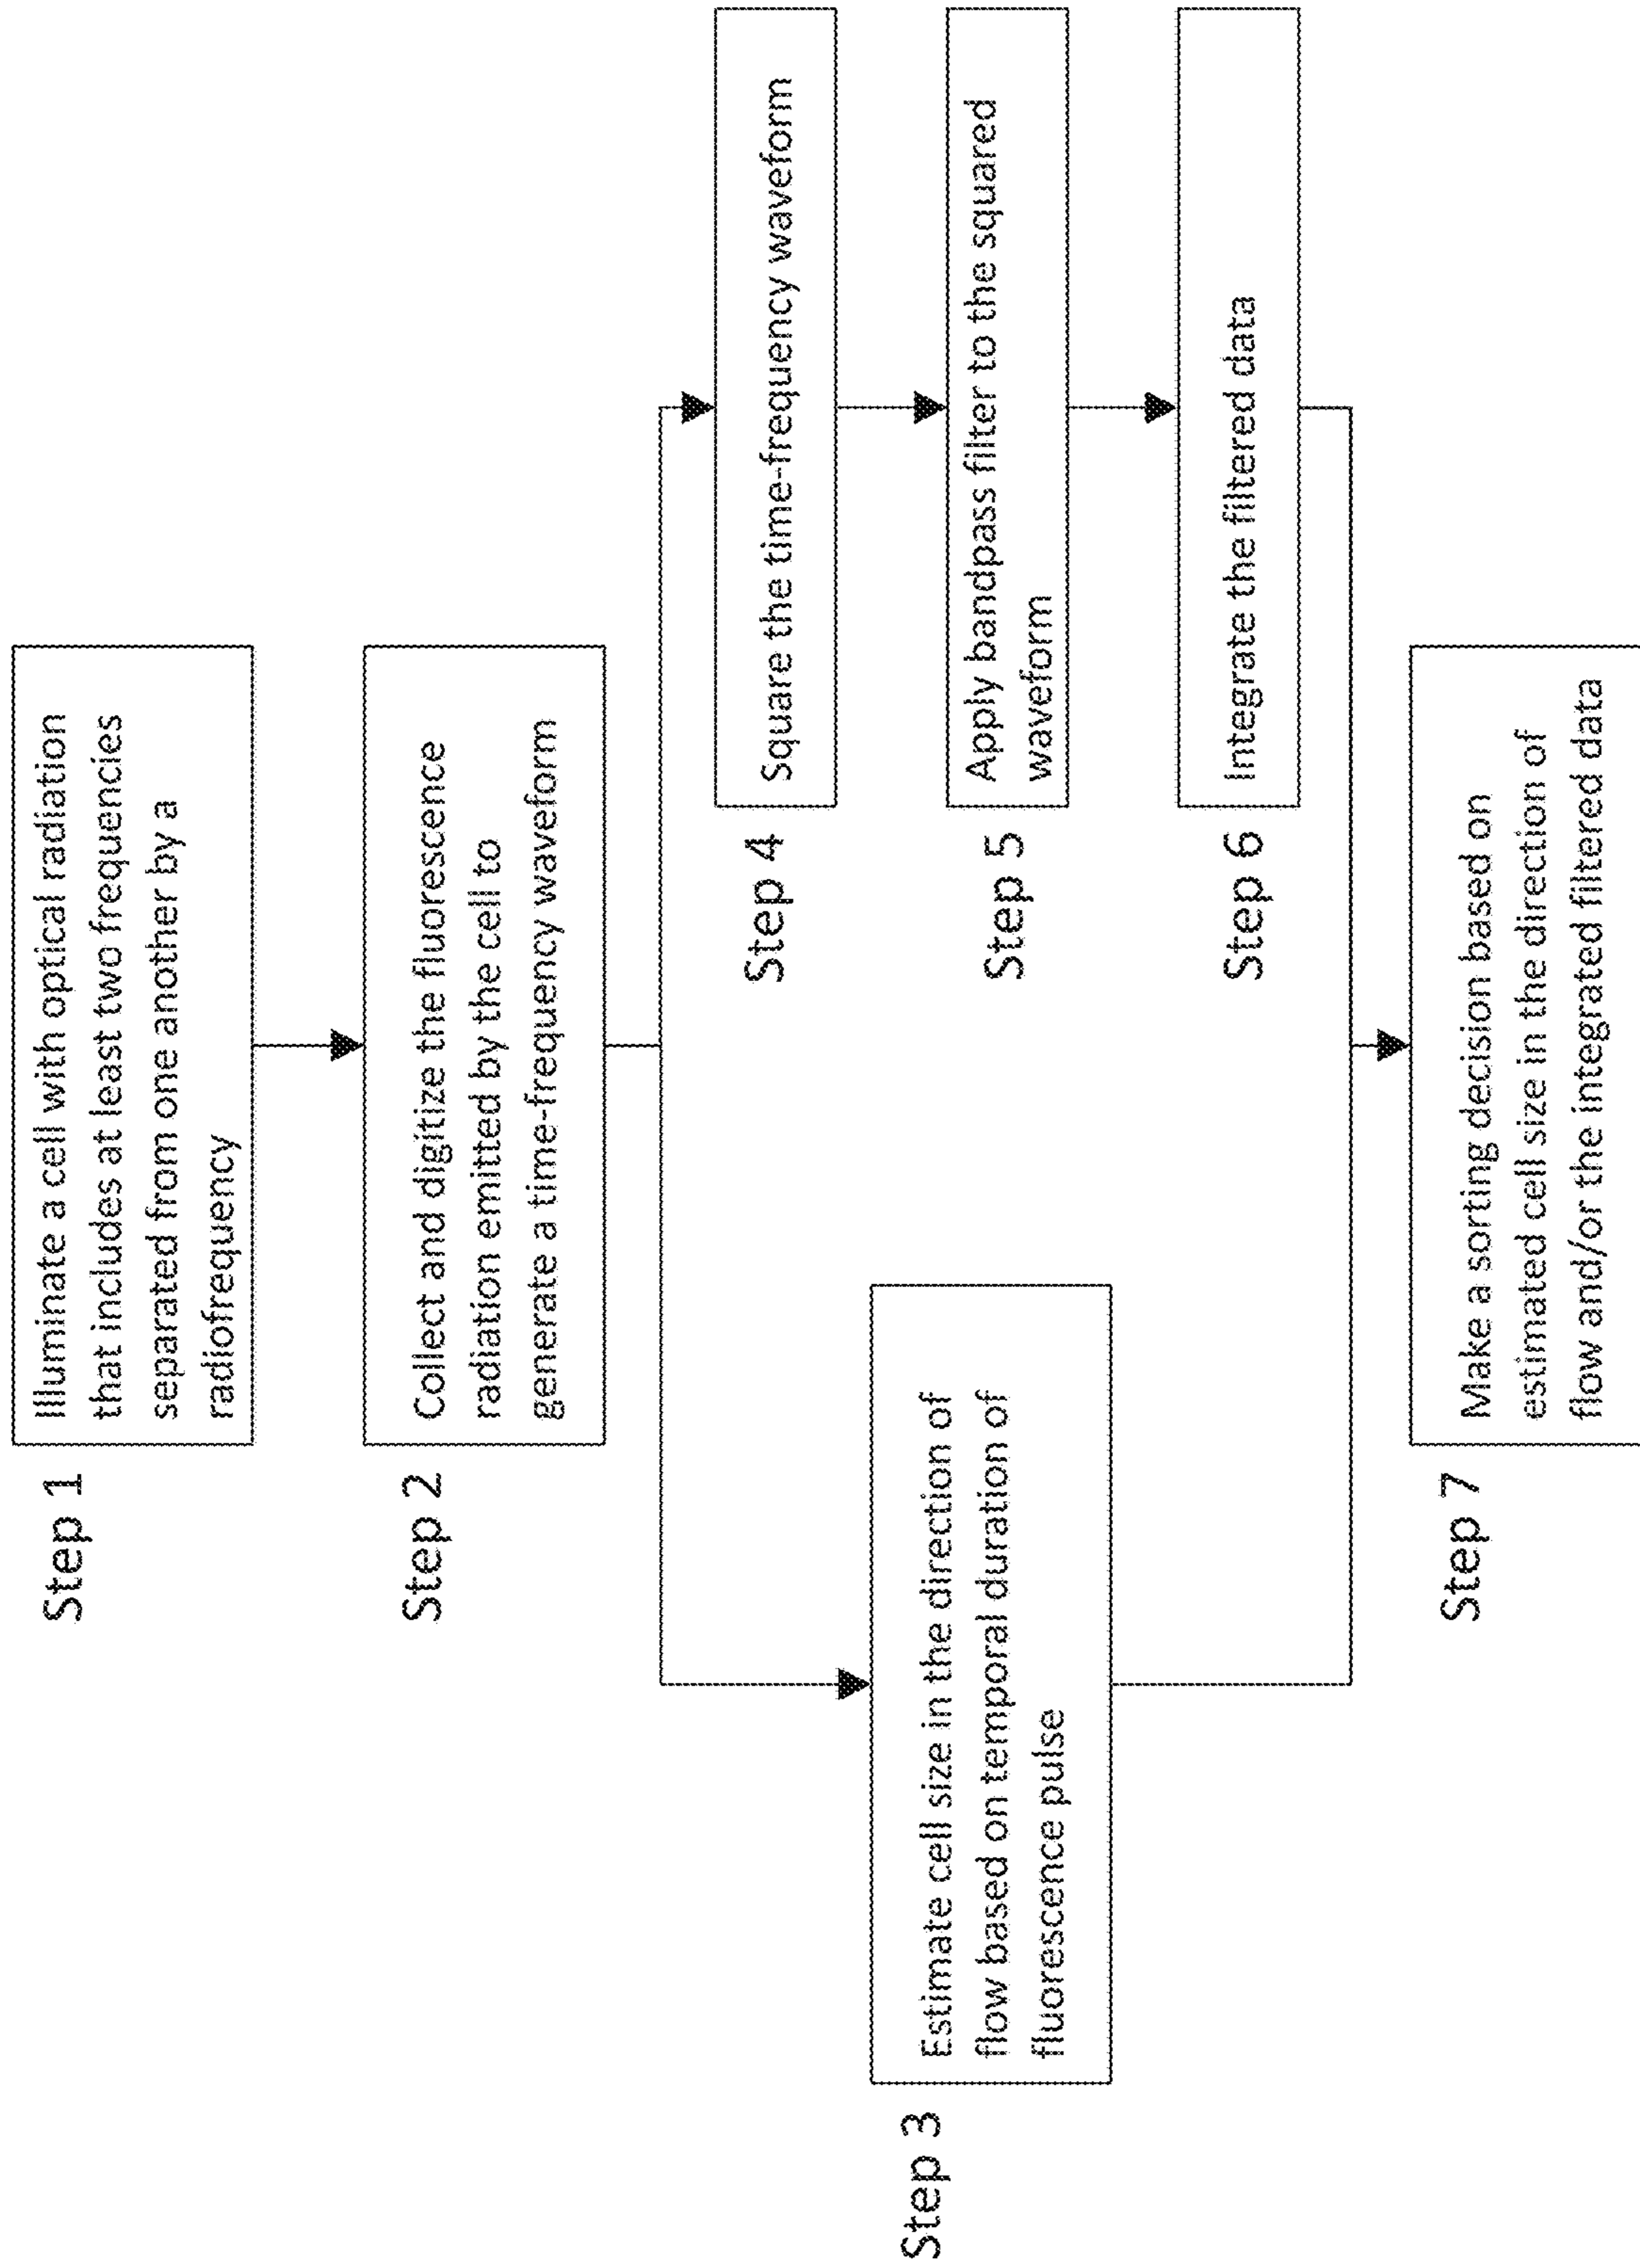 Step 1
Illuminate a cell with optical radiation
that includes at least two frequencies
separated from one another by a
radiofrequency
Step 2
Collect and digitize the fluorescence
radiation emitted by the cell to
generate a time-frequency waveform
Step 3
Estimate cell size in the direction of
flow based on temporal duration of
fluorescence pulse
Step 4
Square the time-frequency waveform
Step 5
Apply bandpass filter to the squared
waveform
Step 6
Integrate the filtered data
Step 7
Make a sorting decision based on
estimated cell size in the direction of
flow and/or the integrated filtered data